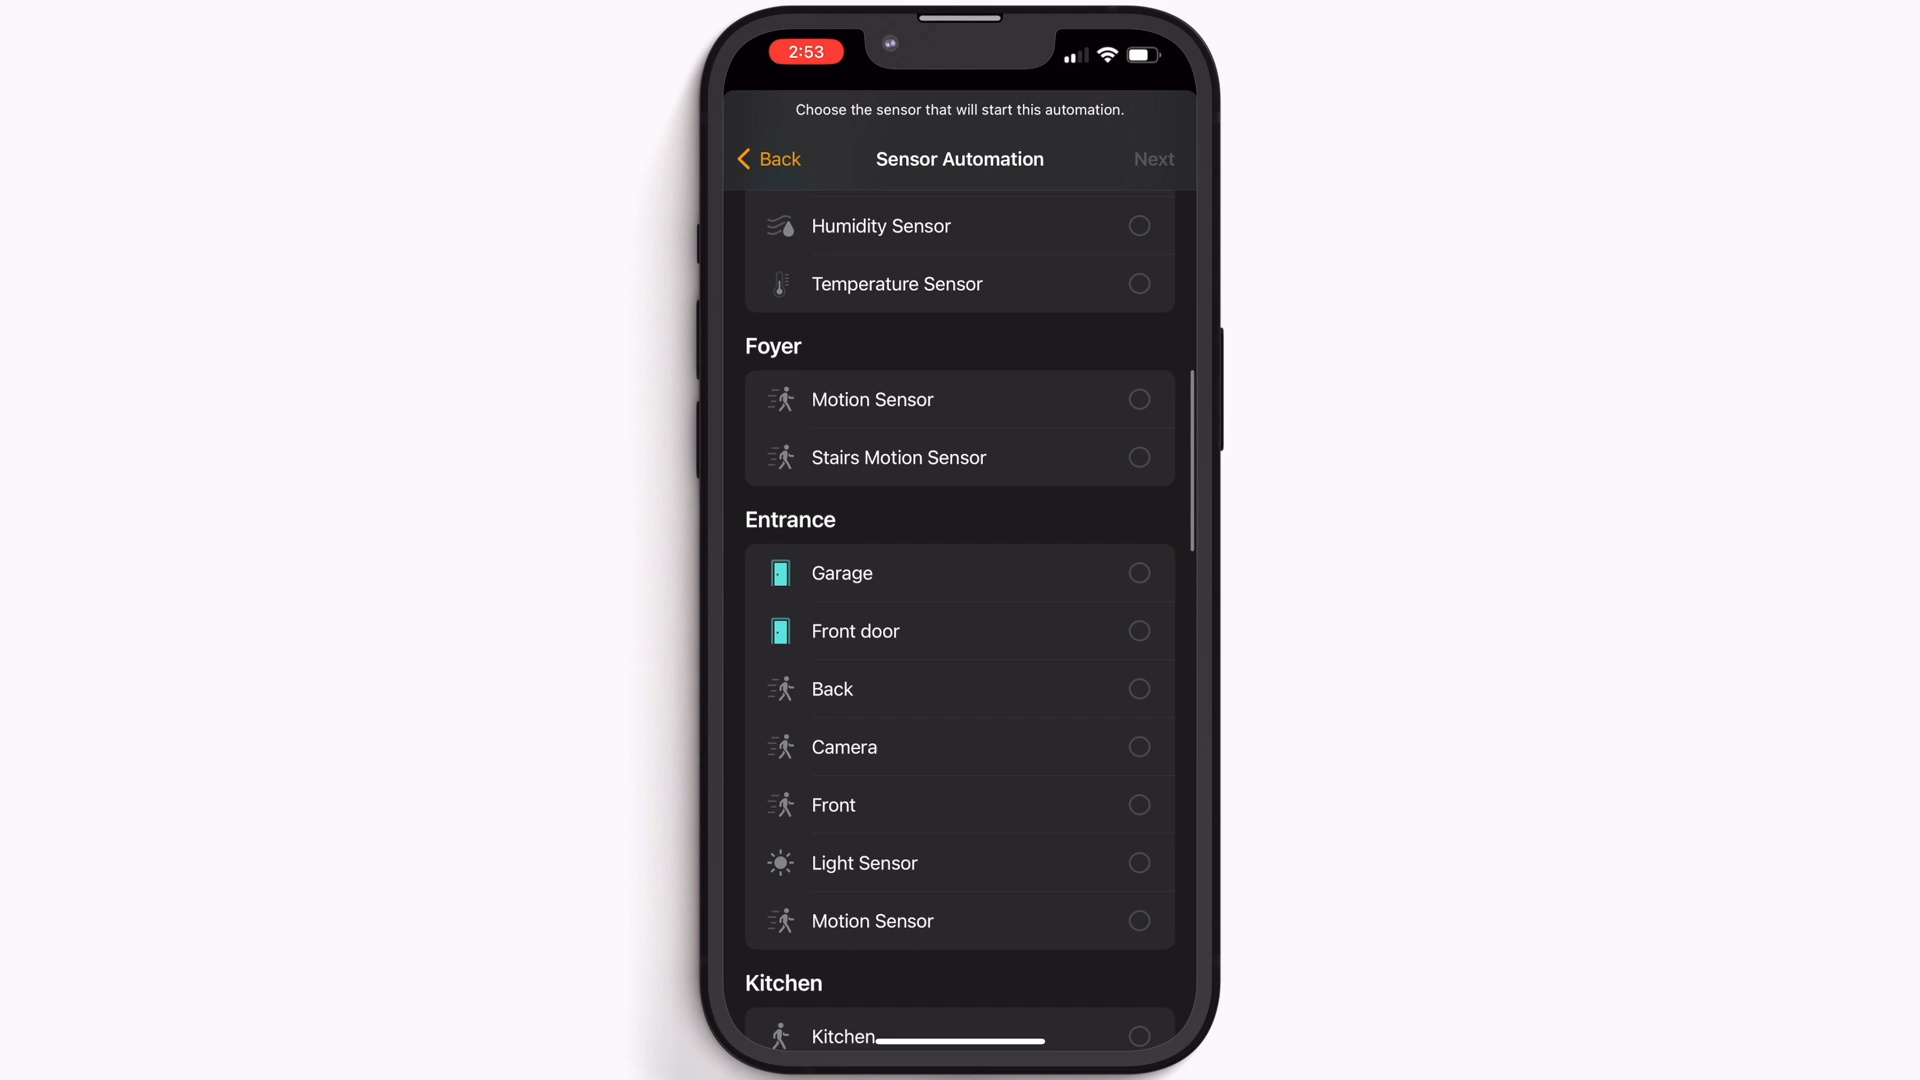 2:53
Choose the sensor that will start this automation.
Back
Sensor Automation
Next
Humidity Sensor
Temperature Sensor
Foyer
Motion Sensor
Stairs Motion Sensor
Entrance
Garage
Front door
Back
Camera
Front
Light Sensor
Motion Sensor
Kitchen
Kitchen